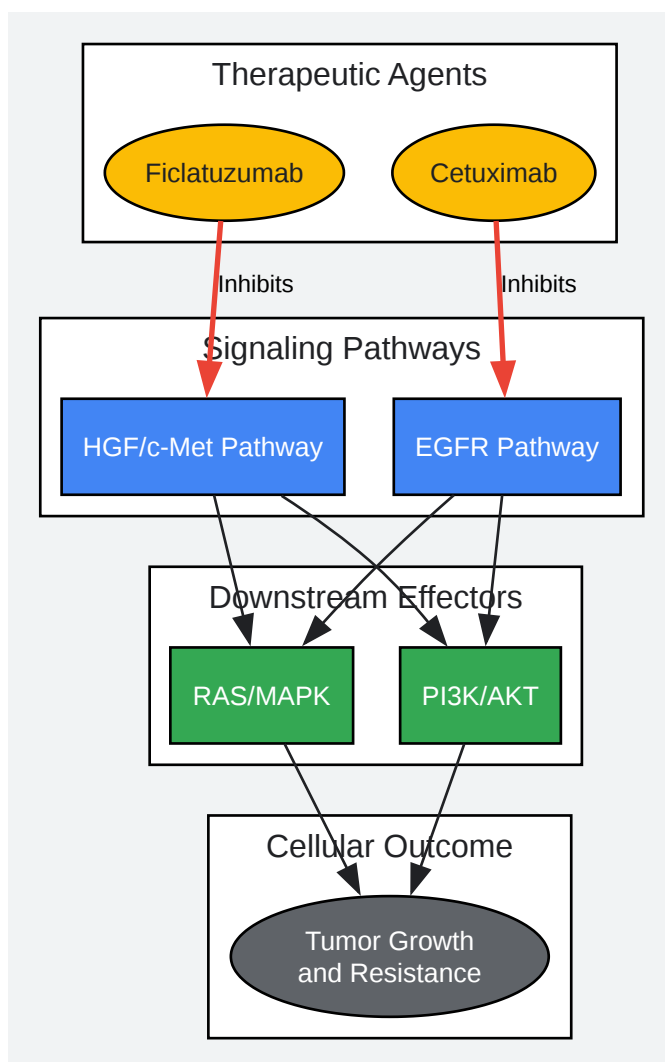 Therapeutic Agents
Ficlatuzumab
Cetuximab
Inhibits
Inhibits
Signaling Pathways
HGF/c-Met Pathway
EGFR Pathway
Downstream Effectors
RAS/MAPK
PI3K/AKT
Cellular Outcome
Tumor Growth
and Resistance